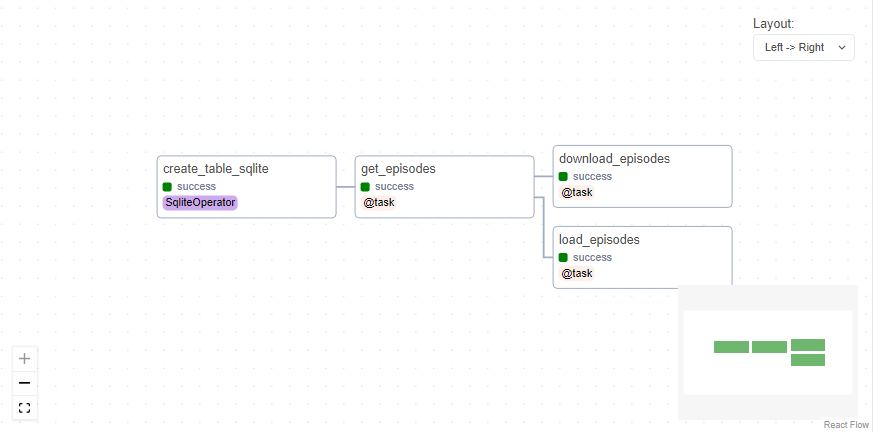 Layout:
Left -> Right
create_table_sqlite
success
SqliteOperator
get_episodes
success
@task
download_episodes
success
@task
load_episodes
success
@task
React Flow